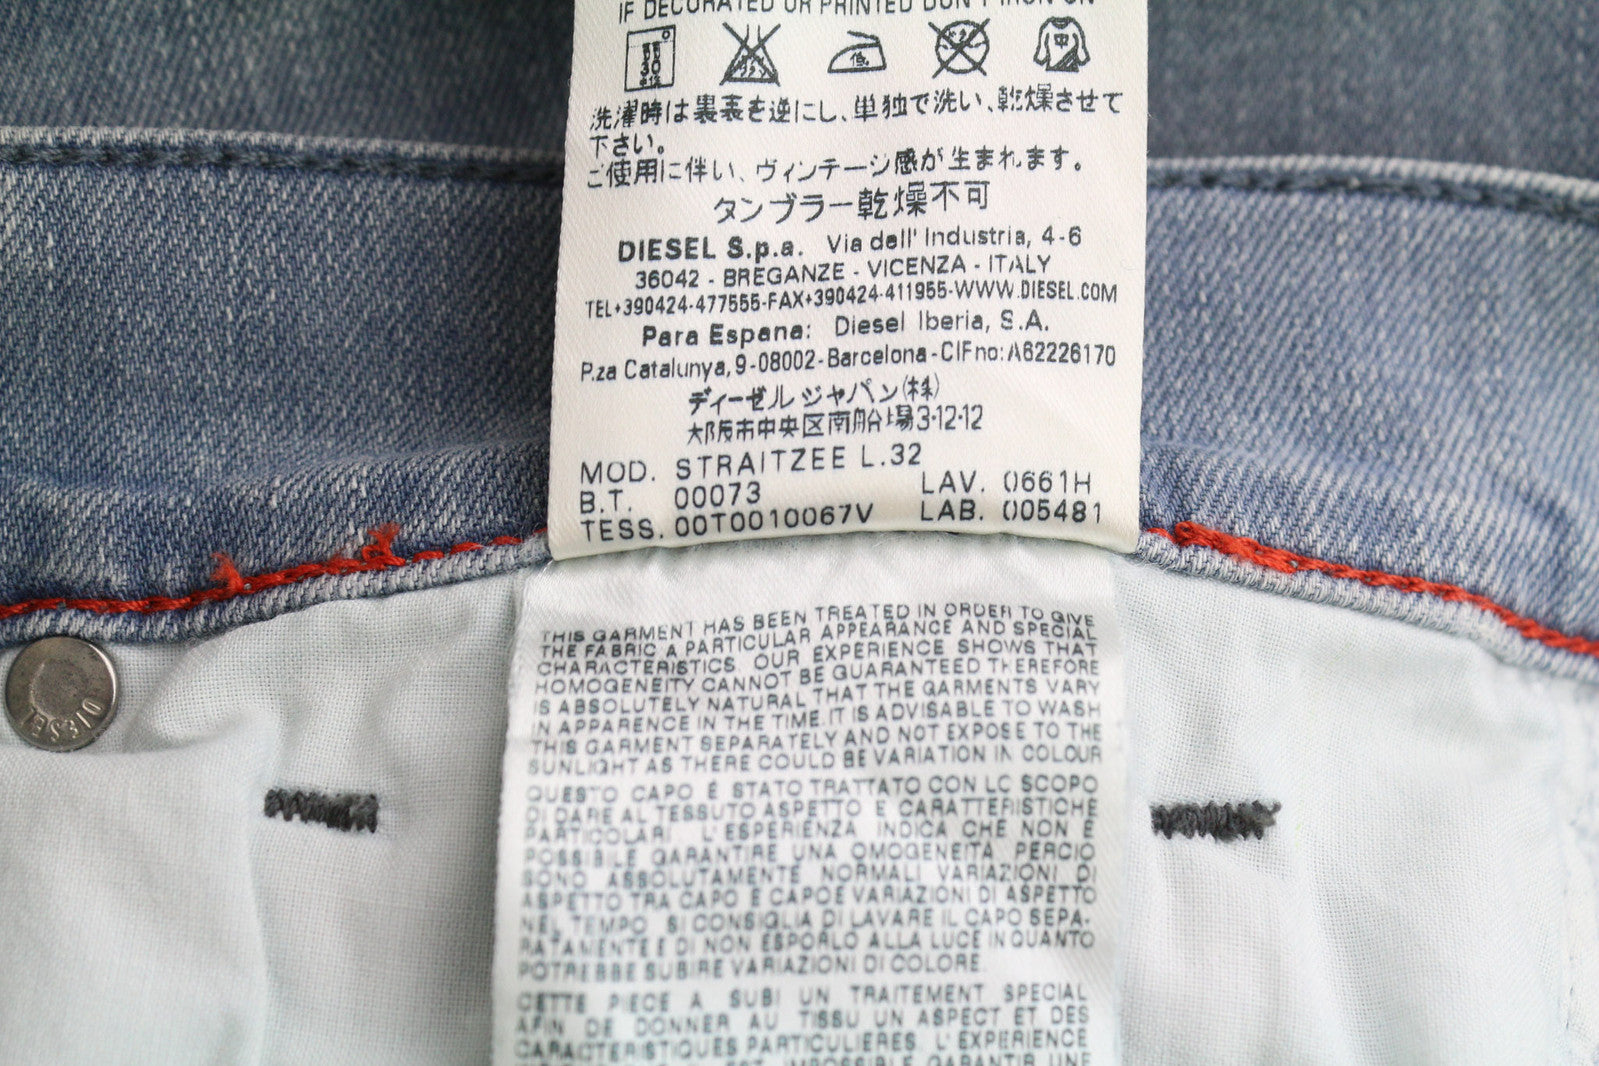 IF DECORATED OR PRINTED DON'T IRON ON
低 中
洗濯時は裏表を逆にし、単独で洗い、乾燥させて
下さい。
ご使用に伴い、ヴィンテージ感が生まれます。
タンブラー乾燥不可
DIESEL S.p.a. Via dell' Industria, 4-6
36042 - BREGANZE - VICENZA - ITALY
TEL+390424-477555-FAX+390424-411955-WWW.DIESEL.COM
Para Espana: Diesel Iberia, S.A.
P.za Catalunya, 9-08002-Barcelona-CIF no: A62226170
ディーゼル ジャパン(株)
大阪市中央区南船場3-12-12
MOD. STRAITZEE L.32
B.T. 00073 LAV. 0661H
TESS. 00T0010067V LAB. 005481
DIESEL
THIS GARMENT HAS BEEN TREATED IN ORDER TO GIVE
THE FABRIC A PARTICULAR APPEARANCE AND SPECIAL
CHARACTERISTICS. OUR EXPERIENCE SHOWS THAT
HOMOGENEITY CANNOT BE GUARANTEED THEREFORE
IS ABSOLUTELY NATURAL THAT THE GARMENTS VARY
IN APPARENCE IN THE TIME. IT IS ADVISABLE TO WASH
THIS GARMENT SEPARATELY AND NOT EXPOSE TO THE
SUNLIGHT AS THERE COULD BE VARIATION IN COLOUR
QUESTO CAPO É STATO TRATTATO CON LO SCOPO
DI DARE AL TESSUTO ASPETTO E CARATTERISTICHE
PARTICOLARI. L'ESPERIENZA INDICA CHE NON È
POSSIBILE GARANTIRE UNA OMOGENEITA, PERCIO
SONO ASSOLUTAMENTE NORMALI VARIAZIONI DI
ASPETTO TRA CAPO E CAPO E VARIAZIONI DI ASPETTO
NEL TEMPO. SI CONSIGLIA DI LAVARE IL CAPO SEPA-
RATAMENTE E DI NON ESPORLO ALLA LUCE IN QUANTO
POTREBBE SUBIRE VARIAZIONI DI COLORE.
CETTE PIECE A SUBI UN TRAITEMENT SPECIAL
AFIN DE DONNER AU TISSU UN ASPECT ET DES
CARACTÉRISTIQUES PARTICULIERES. L'EXPERIENCE
EST IMPOSSIBLE GARANTIR UNE